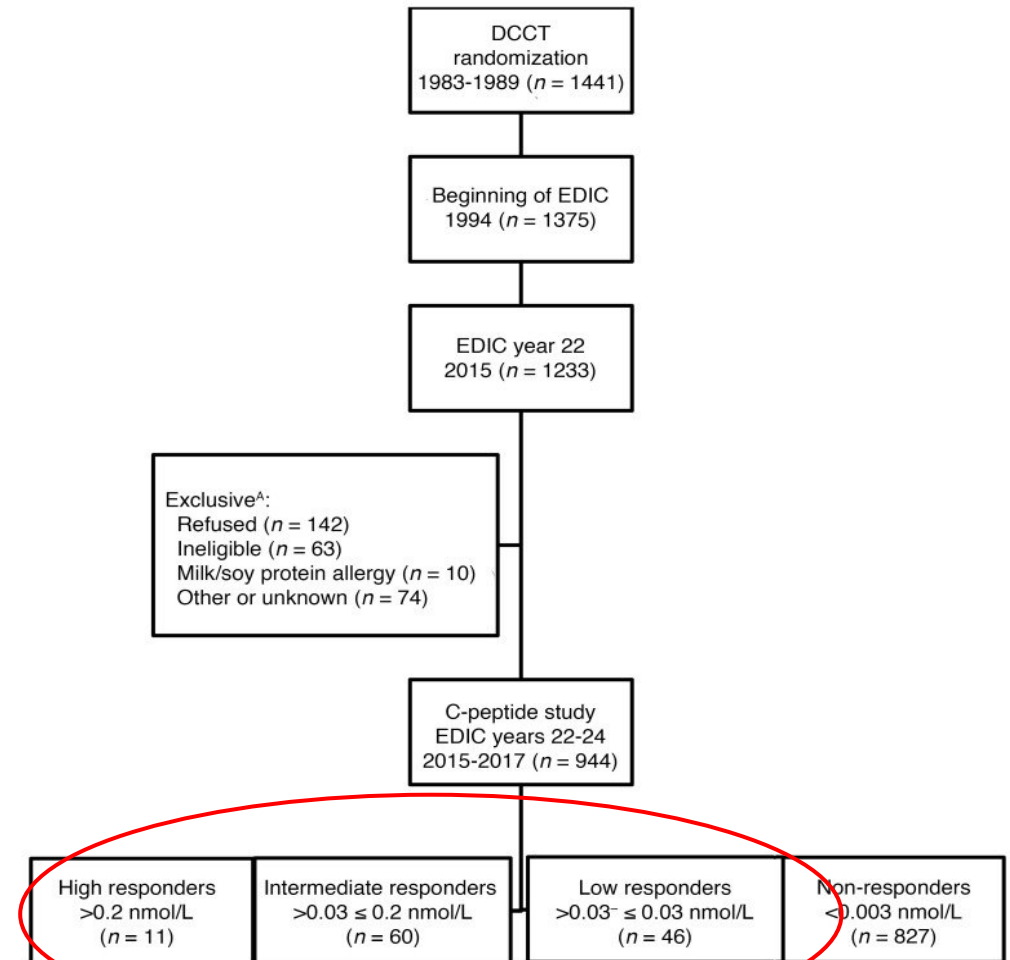 DCCT
randomization
1983-1989 (n = 1441)
Beginning of EDIC
1994 (n = 1375)
EDIC year 22
2015 (n = 1233)
Exclusiveᴬ:
Refused (n = 142)
Ineligible (n = 63)
Milk/soy protein allergy (n = 10)
Other or unknown (n = 74)
C-peptide study
EDIC years 22-24
2015-2017 (n = 944)
High responders
>0.2 nmol/L
(n = 11)
Intermediate responders
>0.03 ≤ 0.2 nmol/L
(n = 60)
Low responders
>0.03⁻ ≤ 0.03 nmol/L
(n = 46)
Non-responders
<0.003 nmol/L
(n = 827)